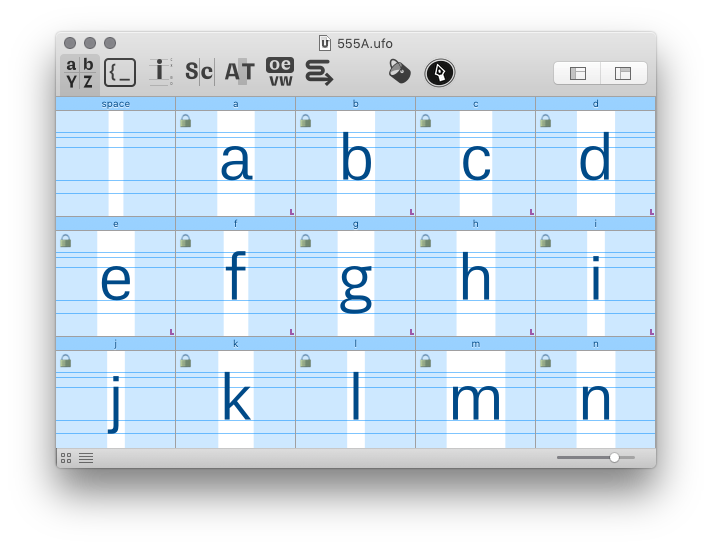 555A.ufo
a b
Y Z
{_
i
Sc
AT
oe
vw
space a b c d
a b c d
e f g h i
e f g h i
j k l m n
j k l m n